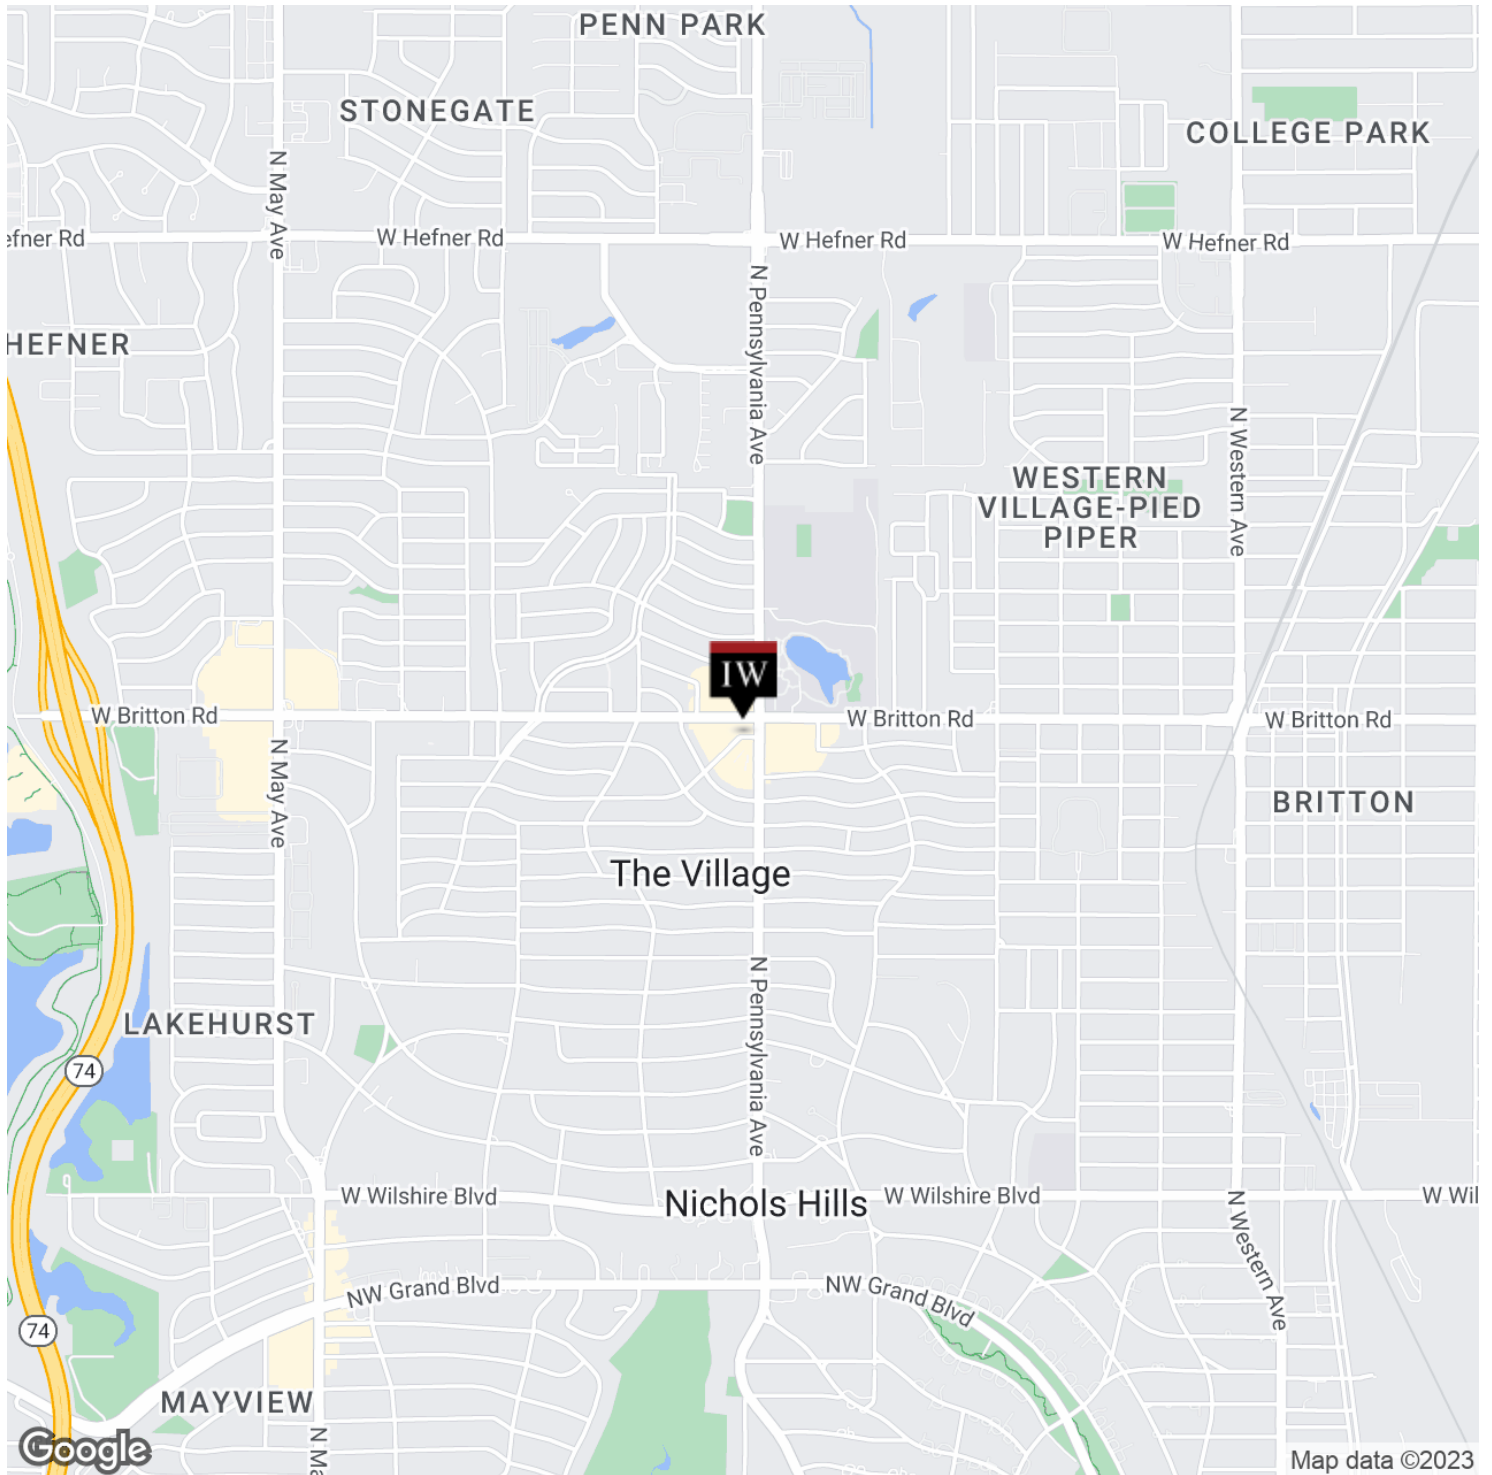 PENN PARK
STONEGATE
COLLEGE PARK
N May Ave
efner Rd
W Hefner Rd
W Hefner Rd
W Hefner Rd
N Pennsylvania Ave
HEFNER
N Western Ave
WESTERN
VILLAGE-PIED
PIPER
IW
W Britton Rd
W Britton Rd
W Britton Rd
N May Ave
BRITTON
The Village
N Pennsylvania Ave
LAKEHURST
74
W Wilshire Blvd
Nichols Hills
W Wilshire Blvd
W Wil
N Western Ave
NW Grand Blvd
NW Grand Blvd
74
MAYVIEW
N Ma
Google
Map data ©2023